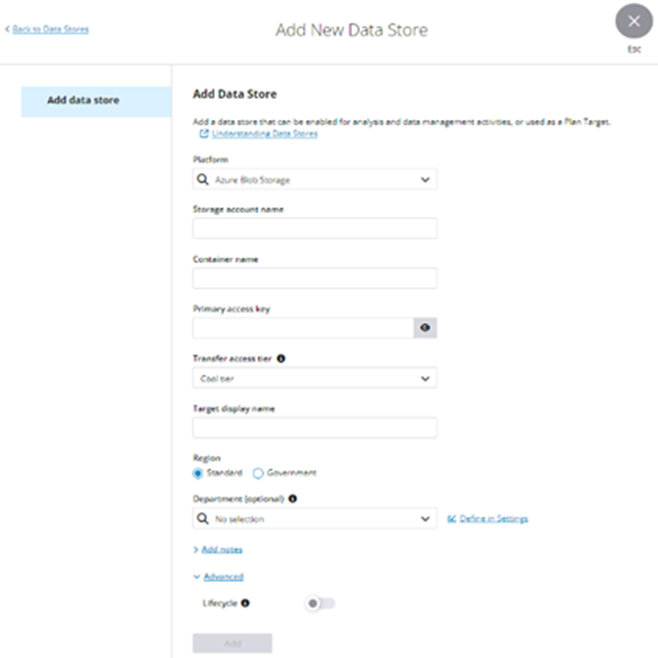 Back to Data Stores
Add New Data Store
Esc
Add data store
Add Data Store
Add a data store that can be enabled for analysis and data management activities, or used as a Plan Target.
Understanding Data Stores
Platform
Azure Blob Storage
Storage account name
Container name
Primary access key
Transfer access tier
Cool tier
Target display name
Region
Standard Government
Department (optional)
No selection Define in Settings
Add notes
Advanced
Lifecycle
Add